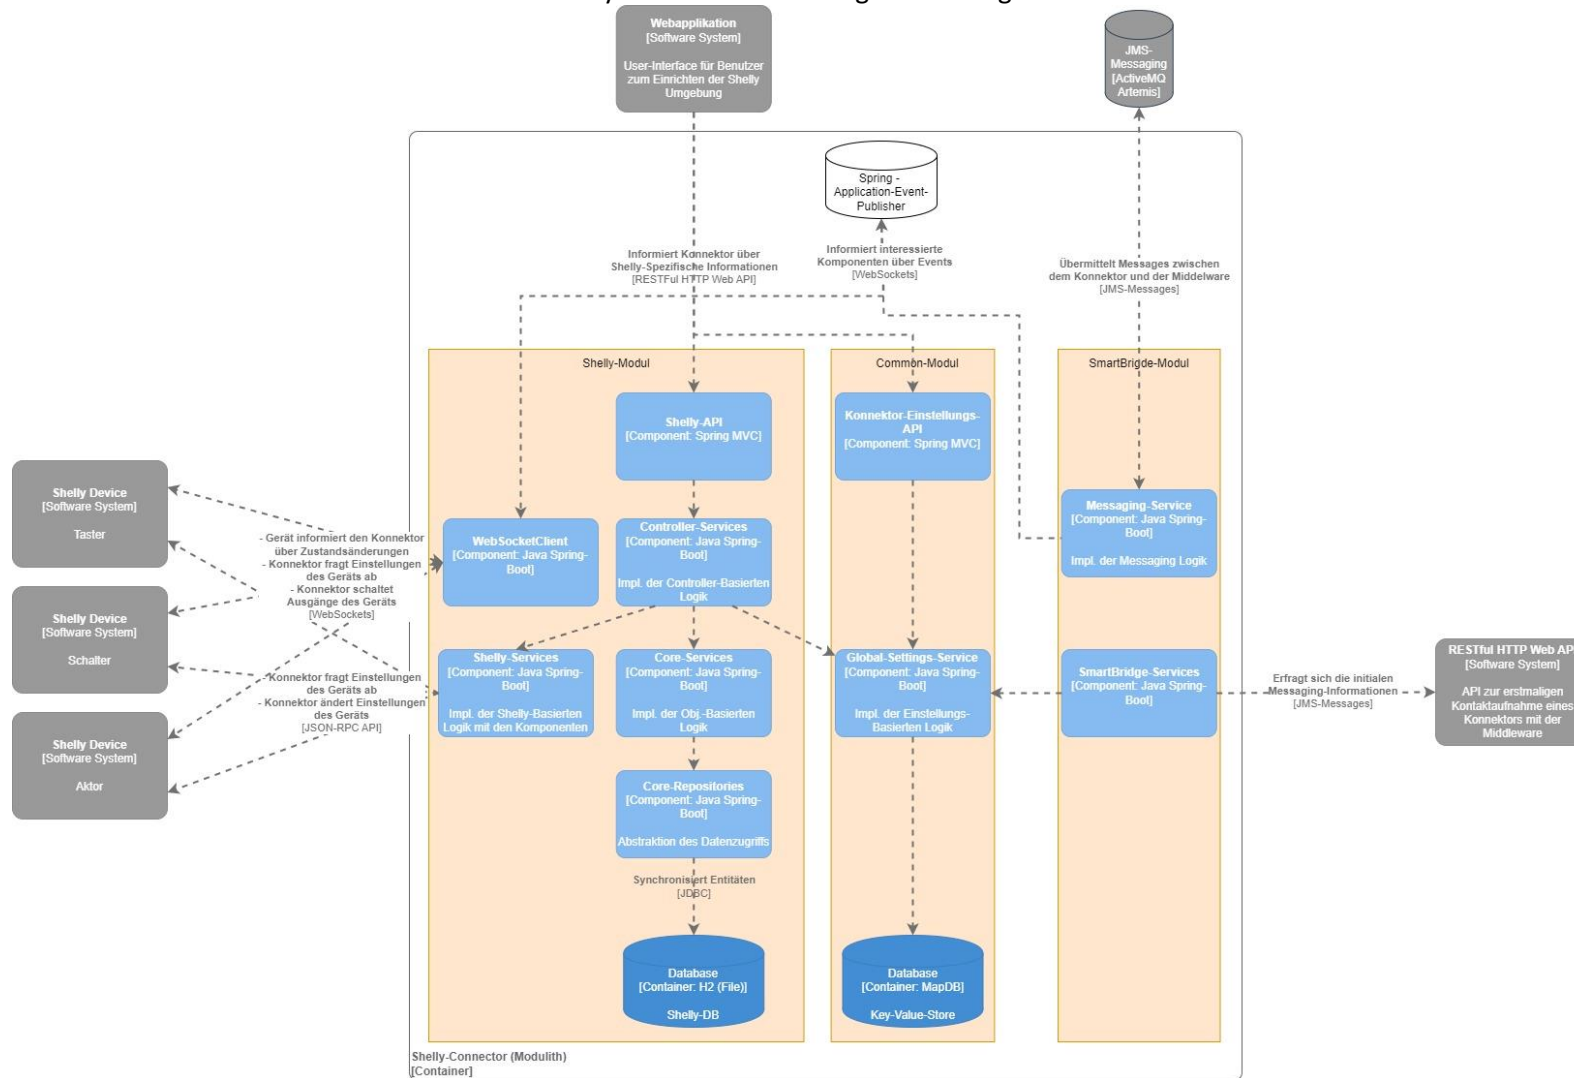 Webapplikation
[Software System]
User-Interface für Benutzer
zum Einrichten der Shelly
Umgebung
JMS-
Messaging
[ActiveMQ
Artemis]
Spring -
Application-Event-
Publisher
Informiert Konnektor über
Shelly-Spezifische Informationen
[RESTFul HTTP Web API]
Informiert interessierte
Komponenten über Events
[WebSockets]
Übermittelt Messages zwischen
dem Konnektor und der Middelware
[JMS-Messages]
Shelly-Modul
Common-Modul
SmartBrigde-Modul
Shelly-API
[Component: Spring MVC]
Konnektor-Einstellungs-
API
[Component: Spring MVC]
Shelly Device
[Software System]
Taster
- Gerät informiert den Konnektor
über Zustandsänderungen
- Konnektor fragt Einstellungen
des Geräts ab
- Konnektor schaltet
Ausgänge des Geräts
[WebSockets]
WebSocketClient
[Component: Java Spring-
Boot]
Controller-Services
[Component: Java Spring-
Boot]
Impl. der Controller-Basierten
Logik
Messaging-Service
[Component: Java Spring-
Boot]
Impl. der Messaging Logik
Shelly Device
[Software System]
Schalter
- Konnektor fragt Einstellungen
des Geräts ab
- Konnektor ändert Einstellungen
des Geräts
[JSON-RPC API]
Shelly-Services
[Component: Java Spring-
Boot]
Impl. der Shelly-Basierten
Logik mit den Komponenten
Core-Services
[Component: Java Spring-
Boot]
Impl. der Obj.-Basierten
Logik
Global-Settings-Service
[Component: Java Spring-
Boot]
Impl. der Einstellungs-
Basierten Logik
SmartBridge-Services
[Component: Java Spring-
Boot]
Erfragt sich die initialen
Messaging-Informationen
[JMS-Messages]
RESTful HTTP Web AP
[Software System]
API zur erstmaligen
Kontaktaufnahme eines
Konnektors mit der
Middleware
Shelly Device
[Software System]
Aktor
Core-Repositories
[Component: Java Spring-
Boot]
Abstraktion des Datenzugriffs
Synchronisiert Entitäten
[JDBC]
Database
[Container: H2 (File)]
Shelly-DB
Database
[Container: MapDB]
Key-Value-Store
Shelly-Connector (Modulith)
[Container]